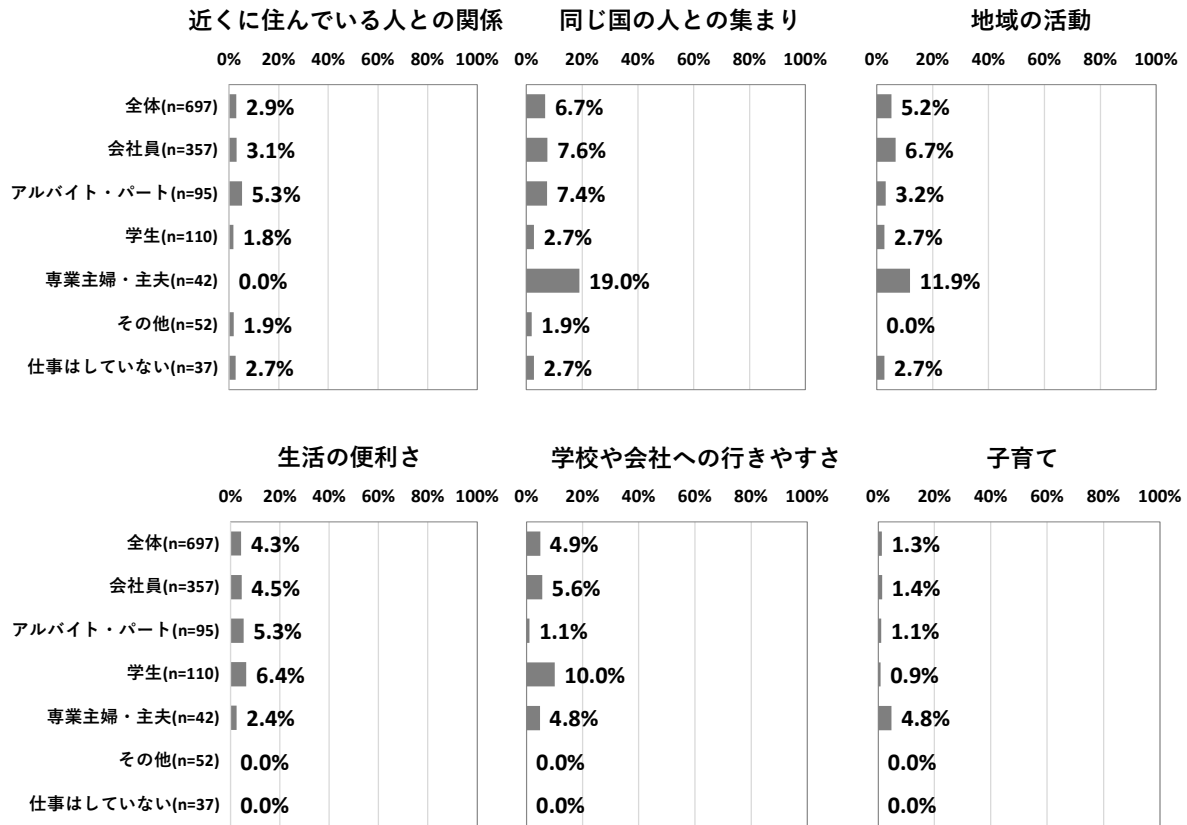 近くに住んでいる人との関係 同じ国の人との集まり 地域の活動
0% 20% 40% 60% 80% 100% 0% 20% 40% 60% 80% 100% 0% 20% 40% 60% 80% 100%
全体(n=697) 2.9% 6.7% 5.2%
会社員(n=357) 3.1% 7.6% 6.7%
アルバイト・パート(n=95) 5.3% 7.4% 3.2%
学生(n=110) 1.8% 2.7% 2.7%
専業主婦・主夫(n=42) 0.0% 19.0% 11.9%
その他(n=52) 1.9% 1.9% 0.0%
仕事はしていない(n=37) 2.7% 2.7% 2.7%
生活の便利さ 学校や会社への行きやすさ 子育て
0% 20% 40% 60% 80% 100% 0% 20% 40% 60% 80% 100% 0% 20% 40% 60% 80% 100%
全体(n=697) 4.3% 4.9% 1.3%
会社員(n=357) 4.5% 5.6% 1.4%
アルバイト・パート(n=95) 5.3% 1.1% 1.1%
学生(n=110) 6.4% 10.0% 0.9%
専業主婦・主夫(n=42) 2.4% 4.8% 4.8%
その他(n=52) 0.0% 0.0% 0.0%
仕事はしていない(n=37) 0.0% 0.0% 0.0%